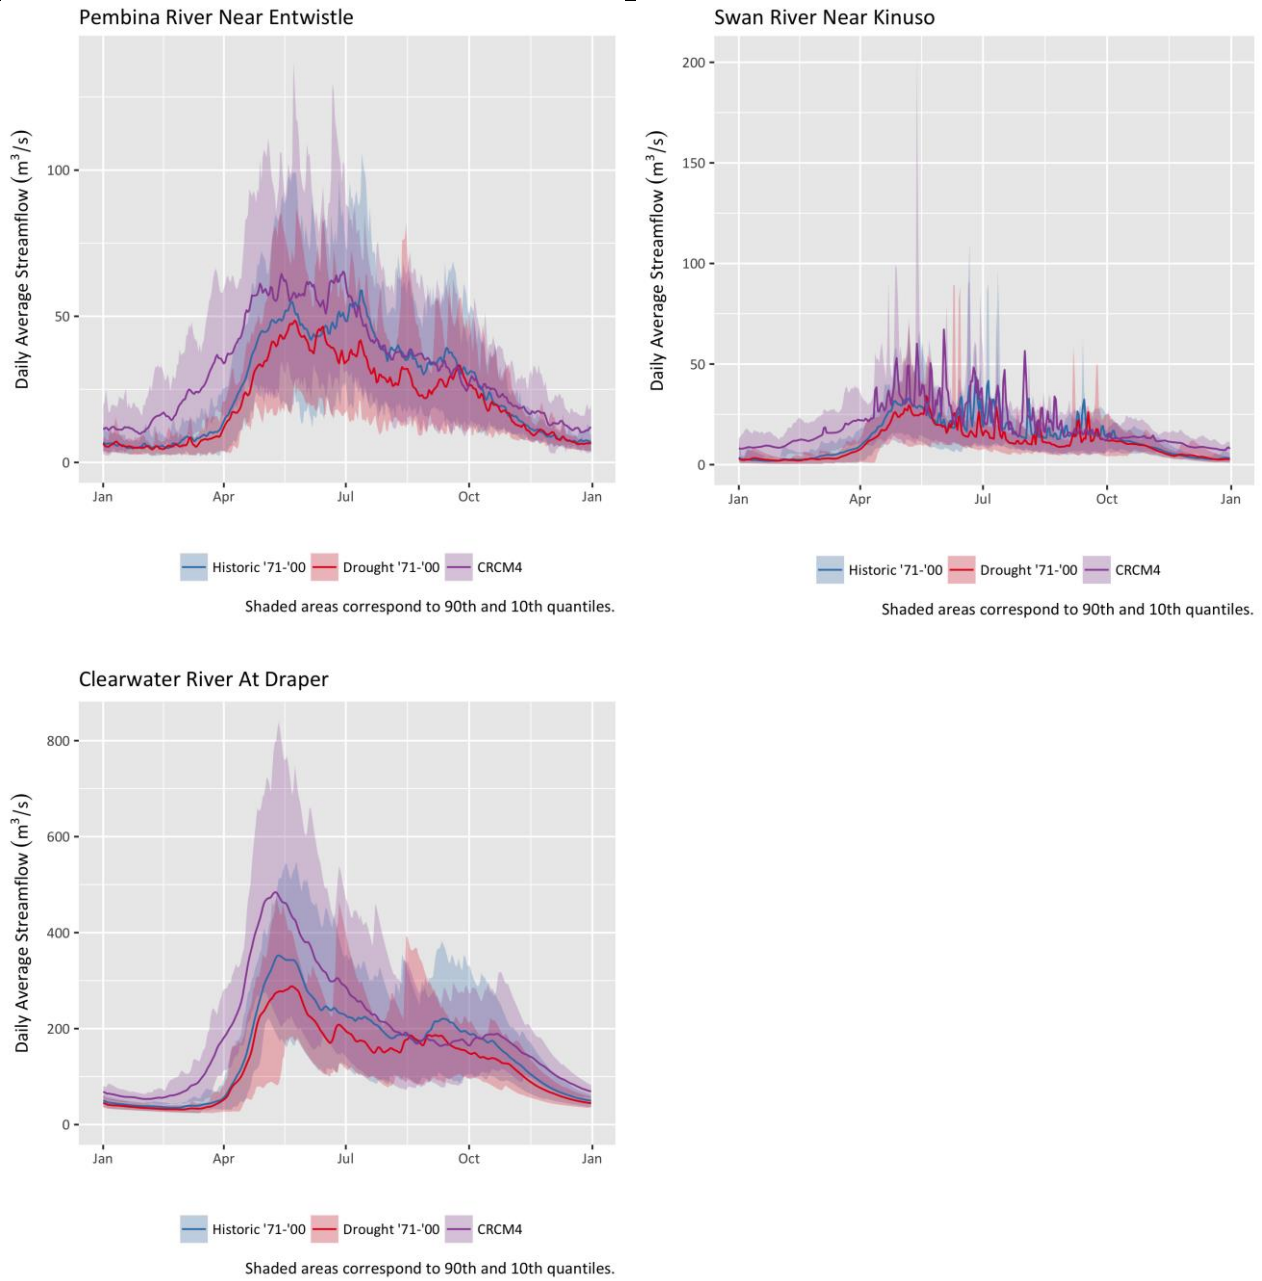 Pembina River Near Entwistle
Daily Average Streamflow (m³/s)
100
50
0
Jan Apr Jul Oct Jan
Historic '71-'00 Drought '71-'00 CRCM4
Shaded areas correspond to 90th and 10th quantiles.
Swan River Near Kinuso
Daily Average Streamflow (m³/s)
200
150
100
50
0
Jan Apr Jul Oct Jan
Historic '71-'00 Drought '71-'00 CRCM4
Shaded areas correspond to 90th and 10th quantiles.
Clearwater River At Draper
Daily Average Streamflow (m³/s)
800
600
400
200
0
Jan Apr Jul Oct Jan
Historic '71-'00 Drought '71-'00 CRCM4
Shaded areas correspond to 90th and 10th quantiles.